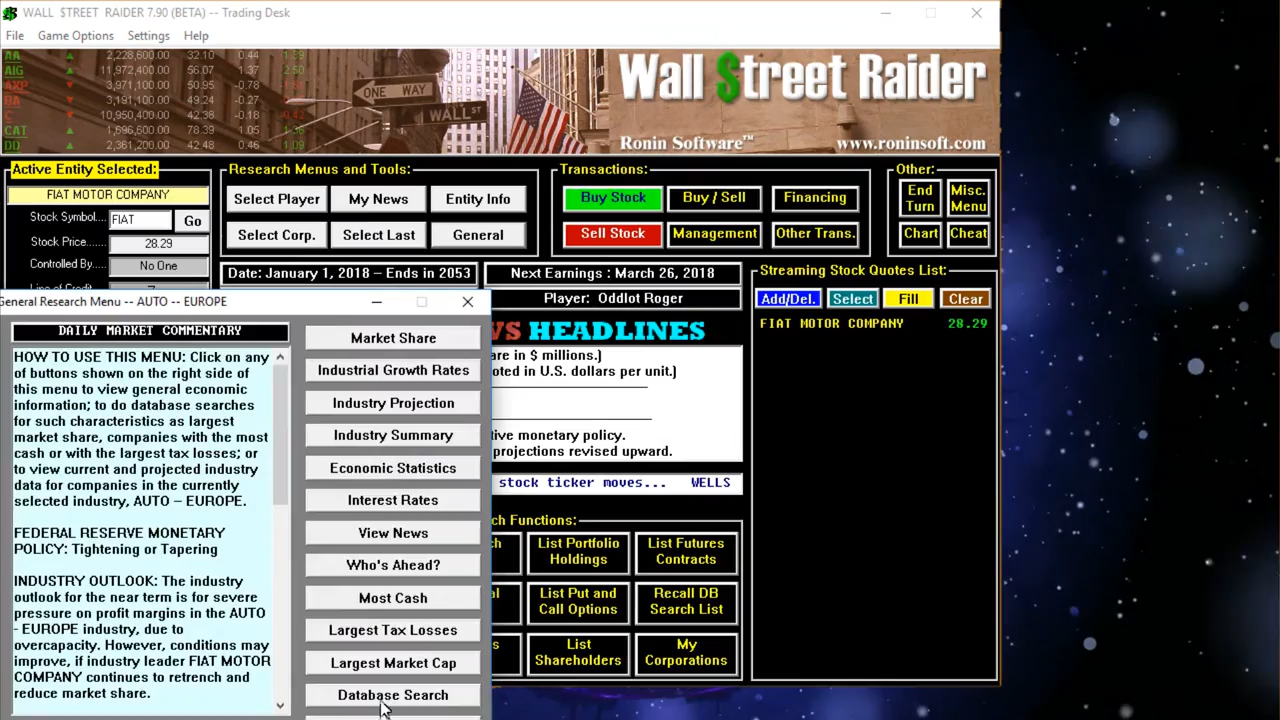 WALL $TREET RAIDER 7.90 (BETA) -- Trading Desk
File Game Options Settings Help
AA 2,228,600.00 32.10 0.44 1.39
AIG 11,972,400.00 56.07 1.37 2.50
AXP 3,971,100.00 50.95 -0.78
BA 3,191,100.00 49.24 -0.27
C 10,950,400.00 42.38 -0.18 -0.42
CAT 1,696,600.00 78.39 1.05 1.36
DD 2,361,200.00 42.48 0.46 1.09
ONE WAY
WALL ST
Wall $treet Raider
Ronin Software™ www.roninsoft.com
Active Entity Selected:
FIAT MOTOR COMPANY
Stock Symbol.... FIAT Go
Stock Price....... 28.29
Controlled By..... No One
Research Menus and Tools:
Select Player My News Entity Info
Select Corp. Select Last General
Transactions:
Buy Stock Buy / Sell Financing
Sell Stock Management Other Trans.
Other:
End Turn Misc. Menu
Chart Cheat
Date: January 1, 2018 – Ends in 2053
Next Earnings : March 26, 2018
Player: Oddlot Roger
Streaming Stock Quotes List:
Add/Del. Select Fill Clear
FIAT MOTOR COMPANY 28.29
HEADLINES
are in $ millions.)
oted in U.S. dollars per unit.)
tive monetary policy.
projections revised upward.
stock ticker moves... WELLS
ch Functions:
List Portfolio Holdings
List Futures Contracts
List Put and Call Options
Recall DB Search List
List Shareholders
My Corporations
General Research Menu -- AUTO -- EUROPE
DAILY MARKET COMMENTARY
HOW TO USE THIS MENU: Click on any
of buttons shown on the right side of
this menu to view general economic
information; to do database searches
for such characteristics as largest
market share, companies with the most
cash or with the largest tax losses; or
to view current and projected industry
data for companies in the currently
selected industry, AUTO – EUROPE.
FEDERAL RESERVE MONETARY
POLICY: Tightening or Tapering
INDUSTRY OUTLOOK: The industry
outlook for the near term is for severe
pressure on profit margins in the AUTO
- EUROPE industry, due to
overcapacity. However, conditions may
improve, if industry leader FIAT MOTOR
COMPANY continues to retrench and
reduce market share.
Market Share
Industrial Growth Rates
Industry Projection
Industry Summary
Economic Statistics
Interest Rates
View News
Who's Ahead?
Most Cash
Largest Tax Losses
Largest Market Cap
Database Search